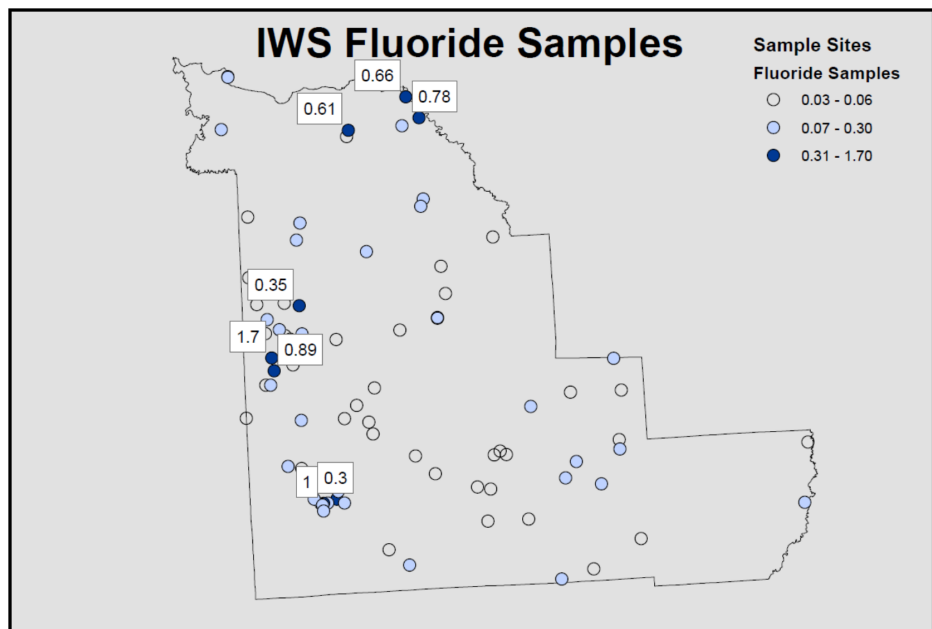 IWS Fluoride Samples
Sample Sites
Fluoride Samples
0.03 - 0.06
0.07 - 0.30
0.31 - 1.70
0.66
0.78
0.61
0.35
1.7
0.89
1
0.3